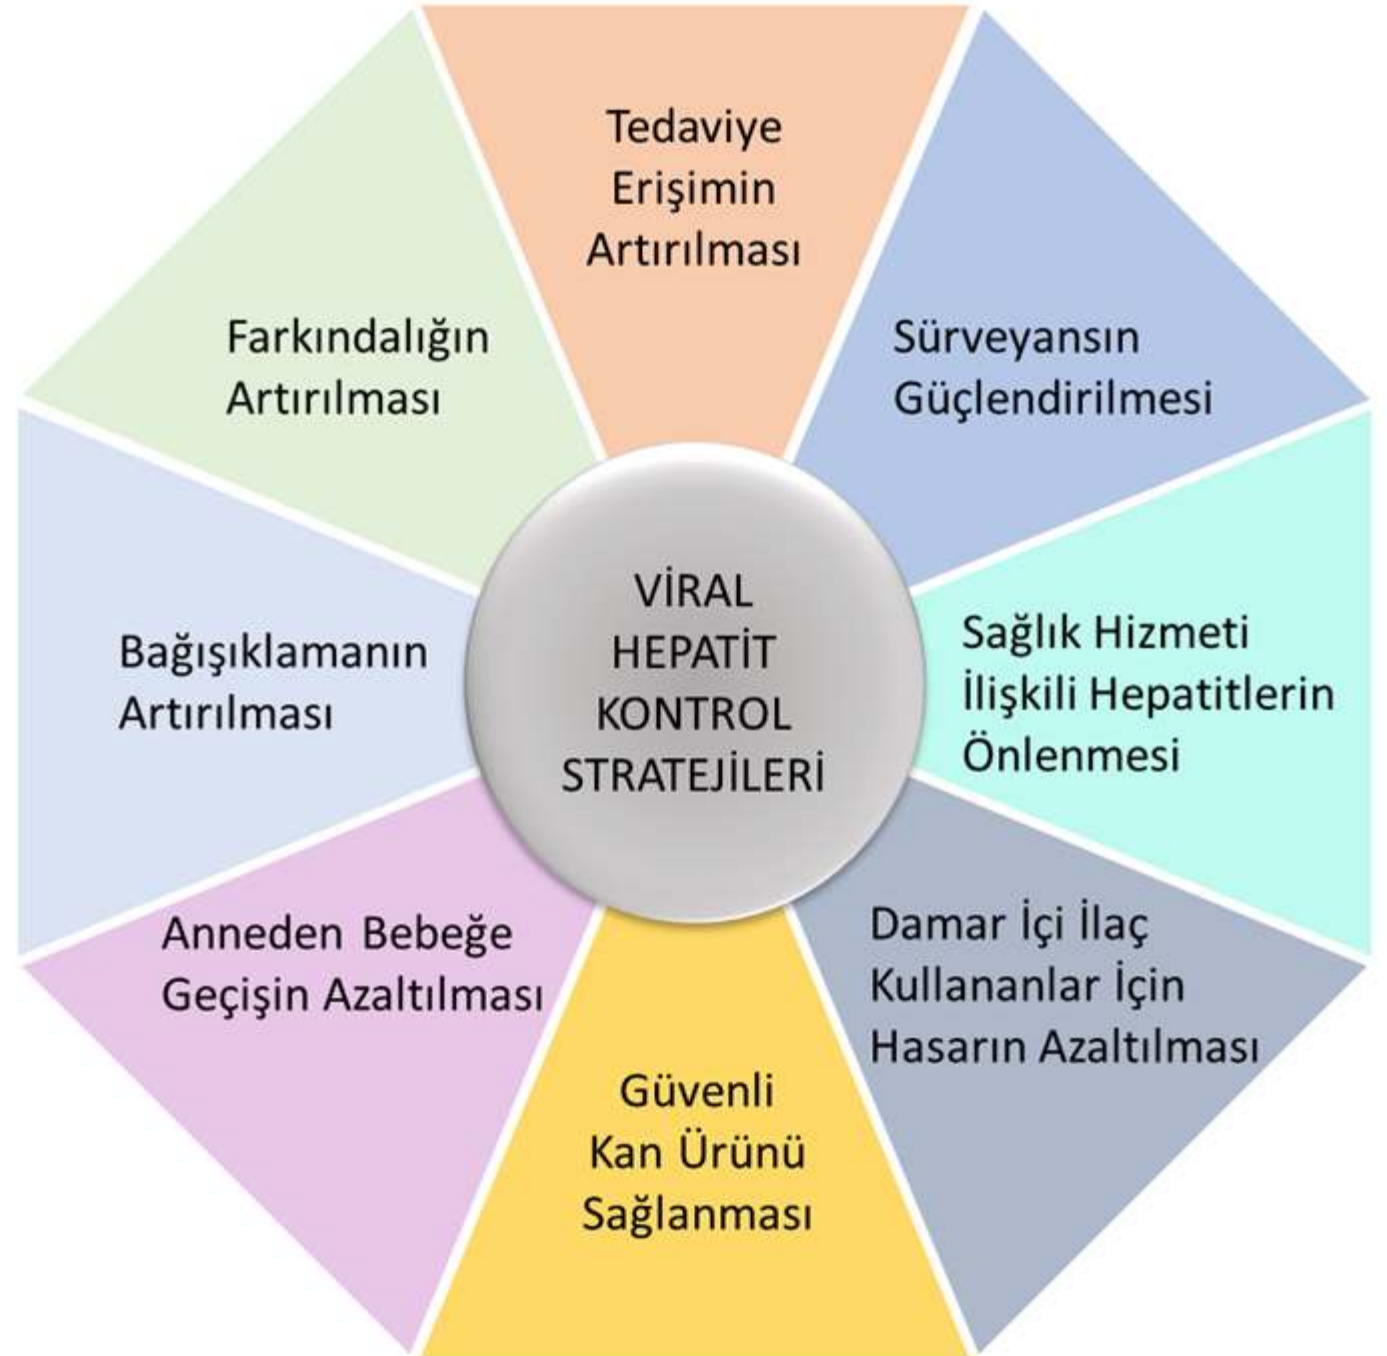 Tedaviye
Erişimin
Artırılması
Sürveyansın
Güçlendirilmesi
Sağlık Hizmeti
İlişkili Hepatitlerin
Önlenmesi
Damar İçi İlaç
Kullananlar İçin
Hasarın Azaltılması
Güvenli
Kan Ürünü
Sağlanması
Anneden Bebeğe
Geçişin Azaltılması
Bağışıklamanın
Artırılması
Farkındalığın
Artırılması
VİRAL
HEPATİT
KONTROL
STRATEJİLERİ